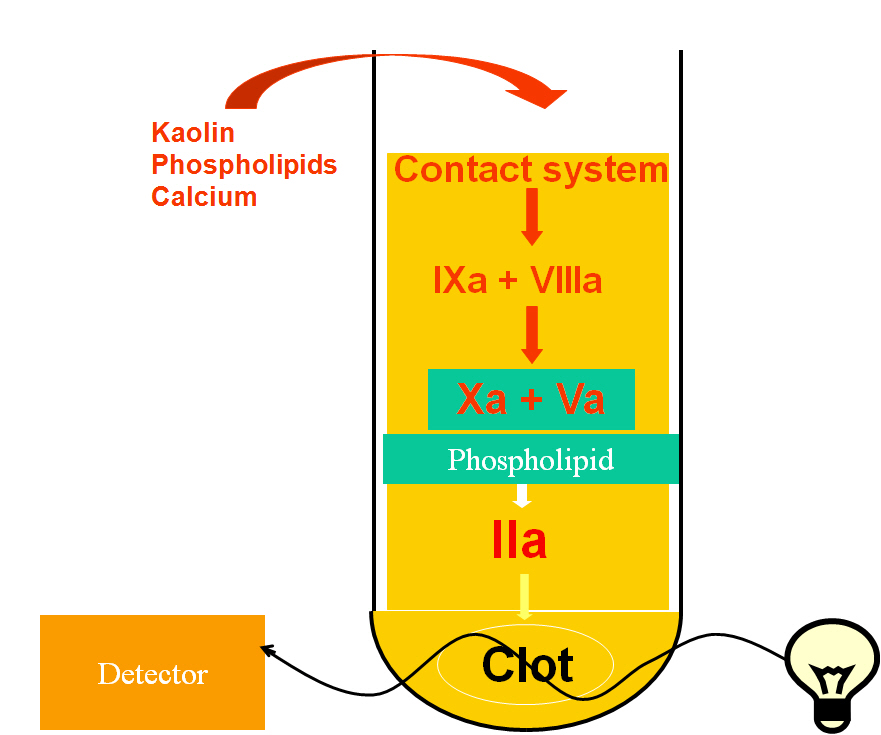 Kaolin
Phospholipids
Calcium
Contact system
IXa + VIIIa
Xa + Va
Phospholipid
IIa
Clot
Detector